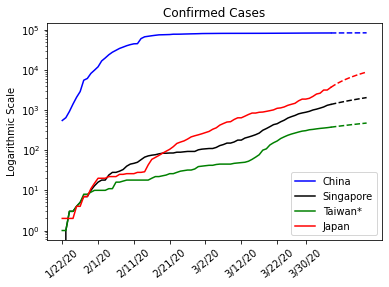 Confirmed Cases
Logarithmic Scale
10⁵
10⁴
10³
10²
10¹
10⁰
1/22/20
2/1/20
2/11/20
2/21/20
3/2/20
3/12/20
3/22/20
3/30/20
China
Singapore
Taiwan*
Japan